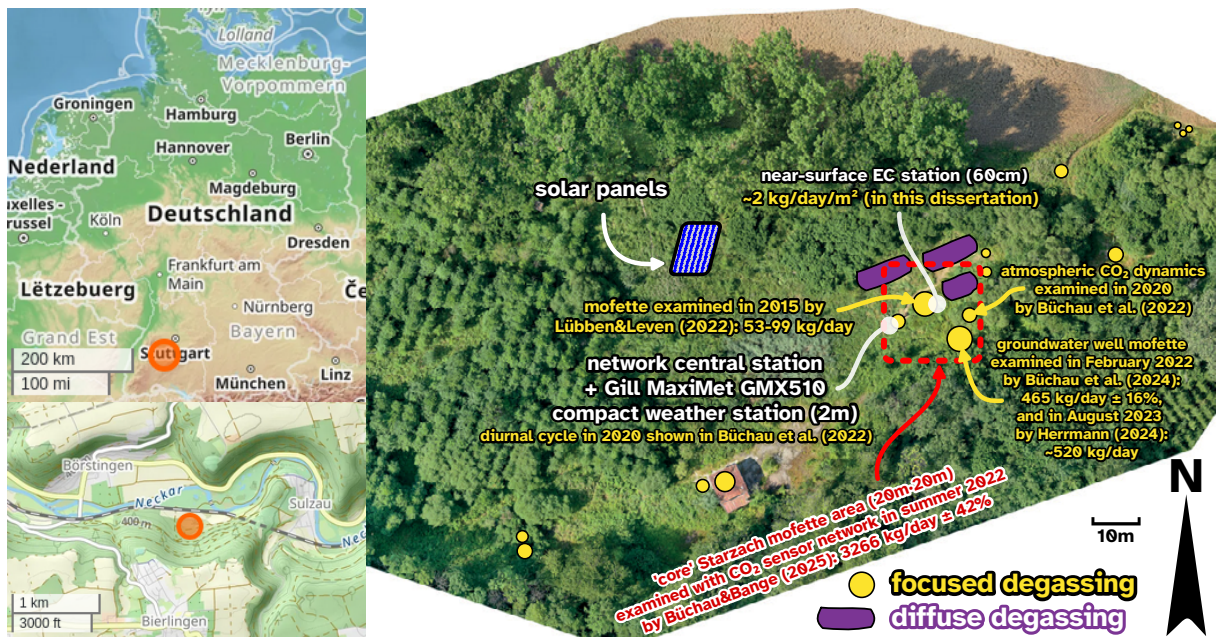 Lolland
Mecklenburg-
Vorpommern
Groningen
Hamburg
Berlin
Hannover
Nederland
Magdeburg
uxelles -
russel
Köln
Deutschland
Dresden
Frankfurt am
Main
Lëtzebuerg
Če
Nürnberg
Grand Est
Bayern
Stuttgart
200 km
100 mi
München
Linz
Börstingen
Neckar
Sulzau
400 m
Nec
1 km
3000 ft
Bierlingen
solar panels
near-surface EC station (60cm)
~2 kg/day/m² (in this dissertation)
mofette examined in 2015 by
Lübben&Leven (2022): 53-99 kg/day
atmospheric CO₂ dynamics
examined in 2020
by Büchau et al. (2022)
network central station
+ Gill MaxiMet GMX510
compact weather station (2m)
diurnal cycle in 2020 shown in Büchau et al. (2022)
groundwater well mofette
examined in February 2022
by Büchau et al. (2024):
465 kg/day ± 16%,
and in August 2023
by Herrmann (2024):
~520 kg/day
'core' Starzach mofette area (20m.20m)
examined with CO₂ sensor network in summer 2022
by Büchau&Bange (2025): 3266 kg/day ± 42%
N
10m
focused degassing
diffuse degassing